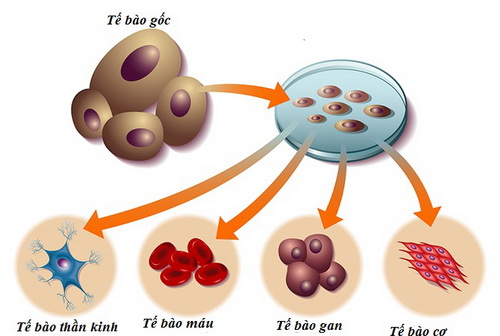 Tế bào gốc
Tế bào thần kinh
Tế bào máu
Tế bào gan
Tế bào cơ